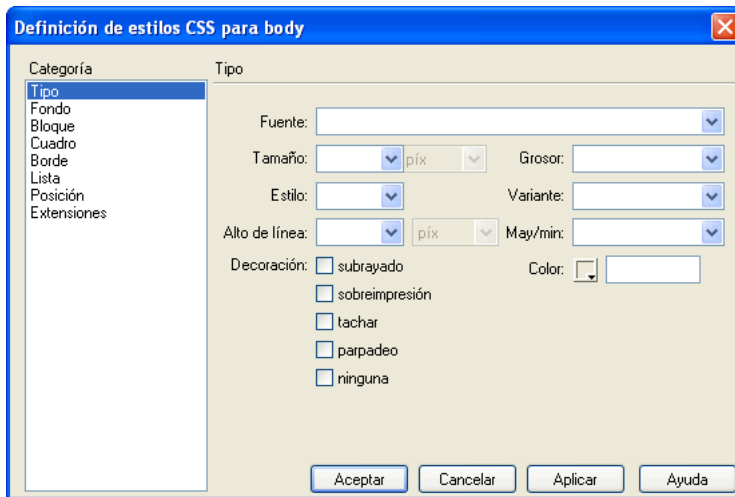 Definición de estilos CSS para body
Categoría
Tipo
Fondo
Bloque
Cuadro
Borde
Lista
Posición
Extensiones
Tipo
Fuente:
Tamaño: píx Grosor:
Estilo: Variante:
Alto de línea: píx May/min:
Decoración: subrayado Color:
sobreimpresión
tachar
parpadeo
ninguna
Aceptar Cancelar Aplicar Ayuda